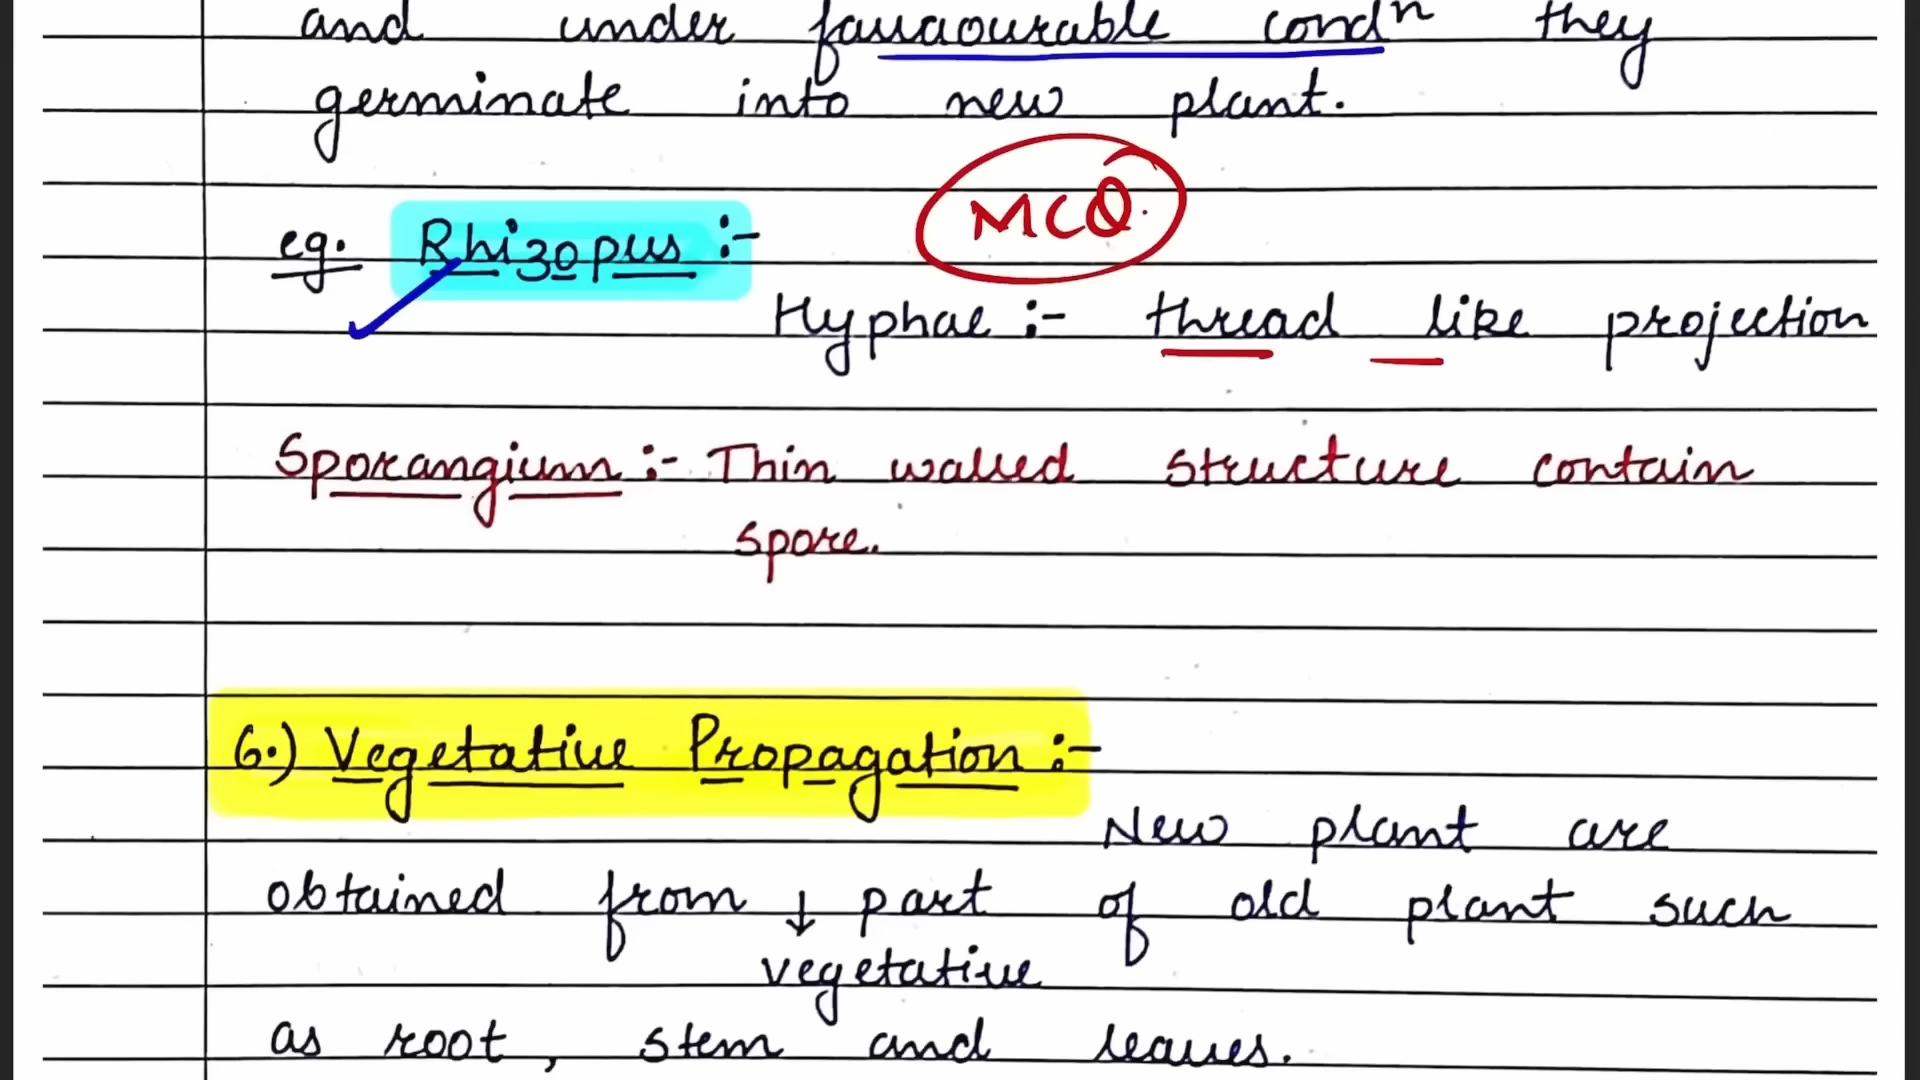 and under favaourable condⁿ they
germinate into new plant.
MCQ.
eg. Rhizopus :-
Hyphae :- thread like projection
Sporangium :- Thin walled structure contain
spore.
6.) Vegetative Propagation :-
New plant are
obtained from ↓ part of old plant such
vegetative
as root, stem and leaves.